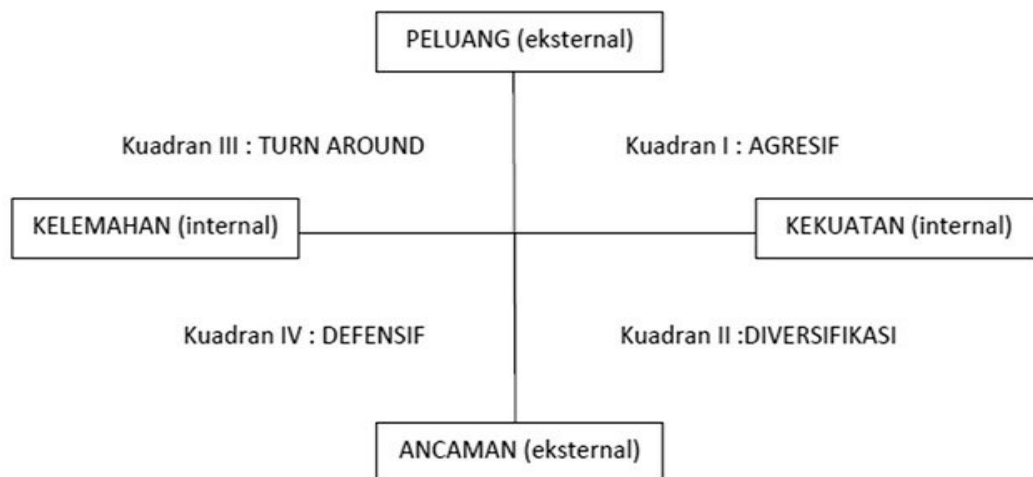 PELUANG (eksternal)
Kuadran III : TURN AROUND
Kuadran I : AGRESIF
KELEMAHAN (internal)
KEKUATAN (internal)
Kuadran IV : DEFENSIF
Kuadran II :DIVERSIFIKASI
ANCAMAN (eksternal)